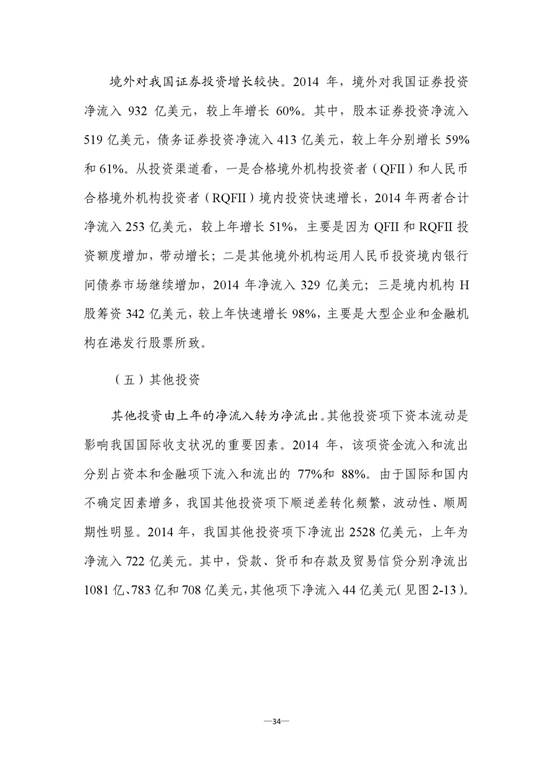 境外对我国证券投资增长较快。2014 年，境外对我国证券投资
净流入 932 亿美元，较上年增长 60%。其中，股本证券投资净流入
519 亿美元，债务证券投资净流入 413 亿美元，较上年分别增长 59%
和 61%。从投资渠道看，一是合格境外机构投资者（QFII）和人民币
合格境外机构投资者（RQFII）境内投资快速增长，2014 年两者合计
净流入 253 亿美元，较上年增长 51%，主要是因为 QFII 和 RQFII 投
资额度增加，带动增长；二是其他境外机构运用人民币投资境内银行
间债券市场继续增加，2014 年净流入 329 亿美元；三是境内机构 H
股筹资 342 亿美元，较上年快速增长 98%，主要是大型企业和金融机
构在港发行股票所致。
（五）其他投资
其他投资由上年的净流入转为净流出。其他投资项下资本流动是
影响我国国际收支状况的重要因素。2014 年，该项资金流入和流出
分别占资本和金融项下流入和流出的 77%和 88%。由于国际和国内
不确定因素增多，我国其他投资项下顺逆差转化频繁，波动性、顺周
期性明显。2014 年，我国其他投资项下净流出 2528 亿美元，上年为
净流入 722 亿美元。其中，贷款、货币和存款及贸易信贷分别净流出
1081 亿、783 亿和 708 亿美元，其他项下净流入 44 亿美元（见图 2-13）。
—34—